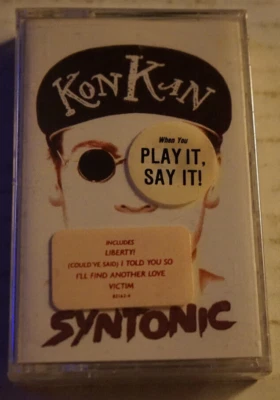 KON KAN
When You
PLAY IT,
SAY IT!
INCLUDES
LIBERTY!
(COULD'VE SAID) I TOLD YOU SO
I'LL FIND ANOTHER LOVE
VICTIM
SYNTONIC